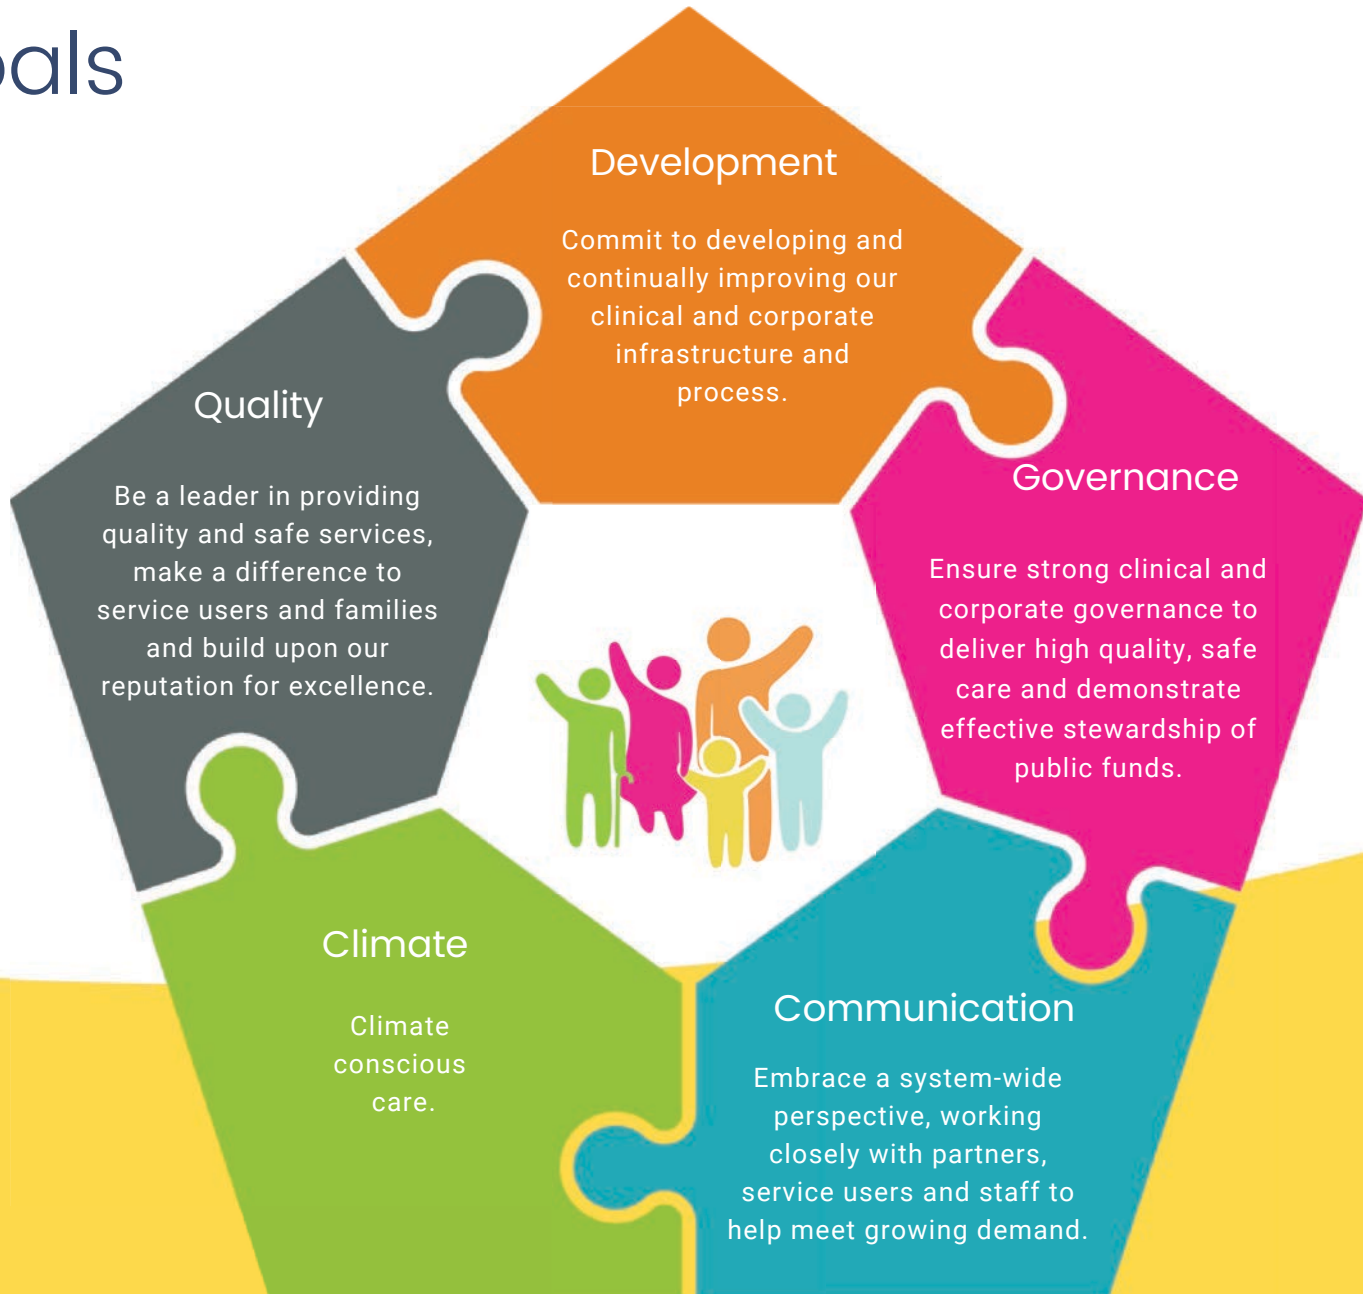 oals
Development
Commit to developing and
continually improving our
clinical and corporate
infrastructure and
process.
Quality
Be a leader in providing
quality and safe services,
make a difference to
service users and families
and build upon our
reputation for excellence.
Governance
Ensure strong clinical and
corporate governance to
deliver high quality, safe
care and demonstrate
effective stewardship of
public funds.
Climate
Climate
conscious
care.
Communication
Embrace a system-wide
perspective, working
closely with partners,
service users and staff to
help meet growing demand.